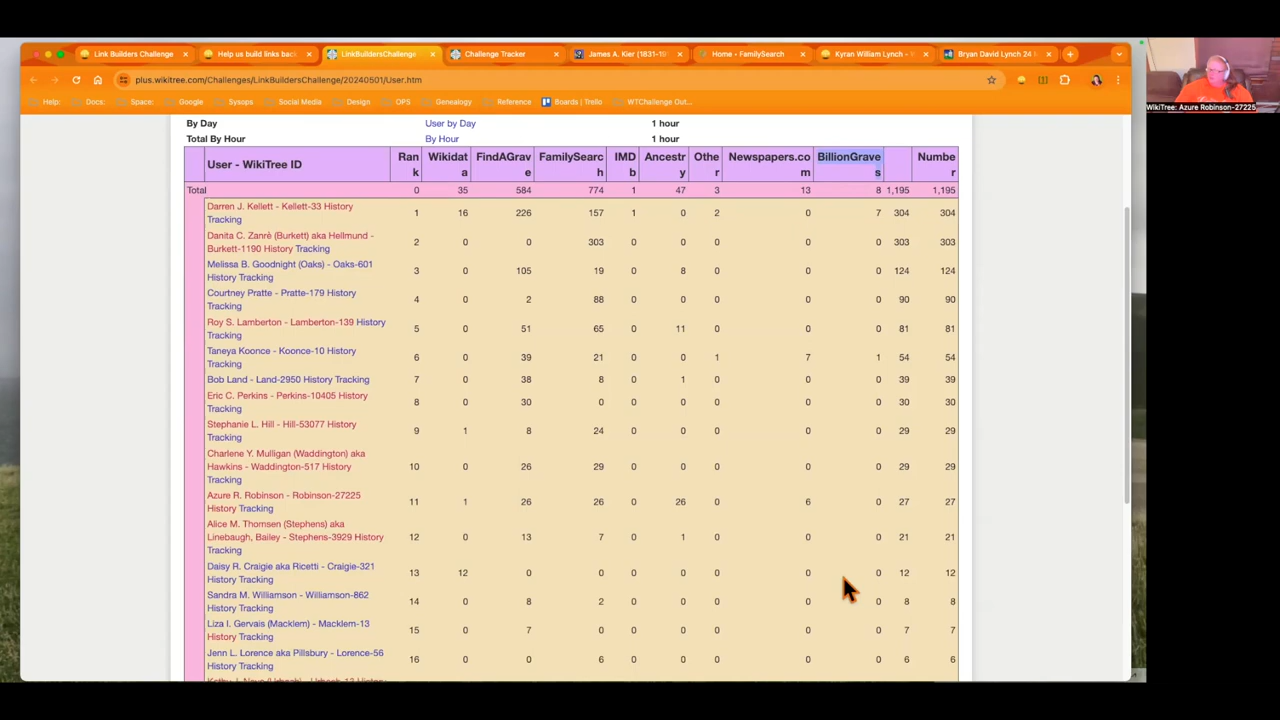 Link Builders Challenge
Help us build links back
LinkBuildersChallenge
Challenge Tracker
James A. Kier (1831-19
Home • FamilySearch
Kyran William Lynch - W
Bryan David Lynch 24 M
plus.wikitree.com/Challenges/LinkBuildersChallenge/20240501/User.htm
Help: Docs: Space: Sysops Social Media Design OPS Genealogy Reference Boards | Trello WTChallenge Out...
WikiTree: Azure Robinson-27225
By Day User by Day 1 hour
Total By Hour By Hour 1 hour
User - WikiTree ID Ran Wikidat FindAGrav FamilySearc IMD Ancestr Othe Newspapers.co BillionGrave Numbe
k a e h b y r m s r
Total 0 35 584 774 1 47 3 13 8 1,195 1,195
Darren J. Kellett - Kellett-33 History
Tracking 1 16 226 157 1 0 2 0 7 304 304
Danita C. Zanrè (Burkett) aka Hellmund -
Burkett-1190 History Tracking 2 0 0 303 0 0 0 0 0 303 303
Melissa B. Goodnight (Oaks) - Oaks-601
History Tracking 3 0 105 19 0 8 0 0 0 124 124
Courtney Pratte - Pratte-179 History
Tracking 4 0 2 88 0 0 0 0 0 90 90
Roy S. Lamberton - Lamberton-139 History
Tracking 5 0 51 65 0 11 0 0 0 81 81
Taneya Koonce - Koonce-10 History
Tracking 6 0 39 21 0 0 1 7 1 54 54
Bob Land - Land-2950 History Tracking 7 0 38 8 0 1 0 0 0 39 39
Eric C. Perkins - Perkins-10405 History
Tracking 8 0 30 0 0 0 0 0 0 30 30
Stephanie L. Hill - Hill-53077 History
Tracking 9 1 8 24 0 0 0 0 0 29 29
Charlene Y. Mulligan (Waddington) aka
Hawkins - Waddington-517 History
Tracking 10 0 26 29 0 0 0 0 0 29 29
Azure R. Robinson - Robinson-27225
History Tracking 11 1 26 26 0 26 0 6 0 27 27
Alice M. Thomsen (Stephens) aka
Linebaugh, Bailey - Stephens-3929 History
Tracking 12 0 13 7 0 1 0 0 0 21 21
Daisy R. Craigie aka Ricetti - Craigie-321
History Tracking 13 12 0 0 0 0 0 0 0 12 12
Sandra M. Williamson - Williamson-862
History Tracking 14 0 8 2 0 0 0 0 0 8 8
Liza I. Gervais (Macklem) - Macklem-13
History Tracking 15 0 7 0 0 0 0 0 0 7 7
Jenn L. Lorence aka Pillsbury - Lorence-56
History Tracking 16 0 0 6 0 0 0 0 0 6 6